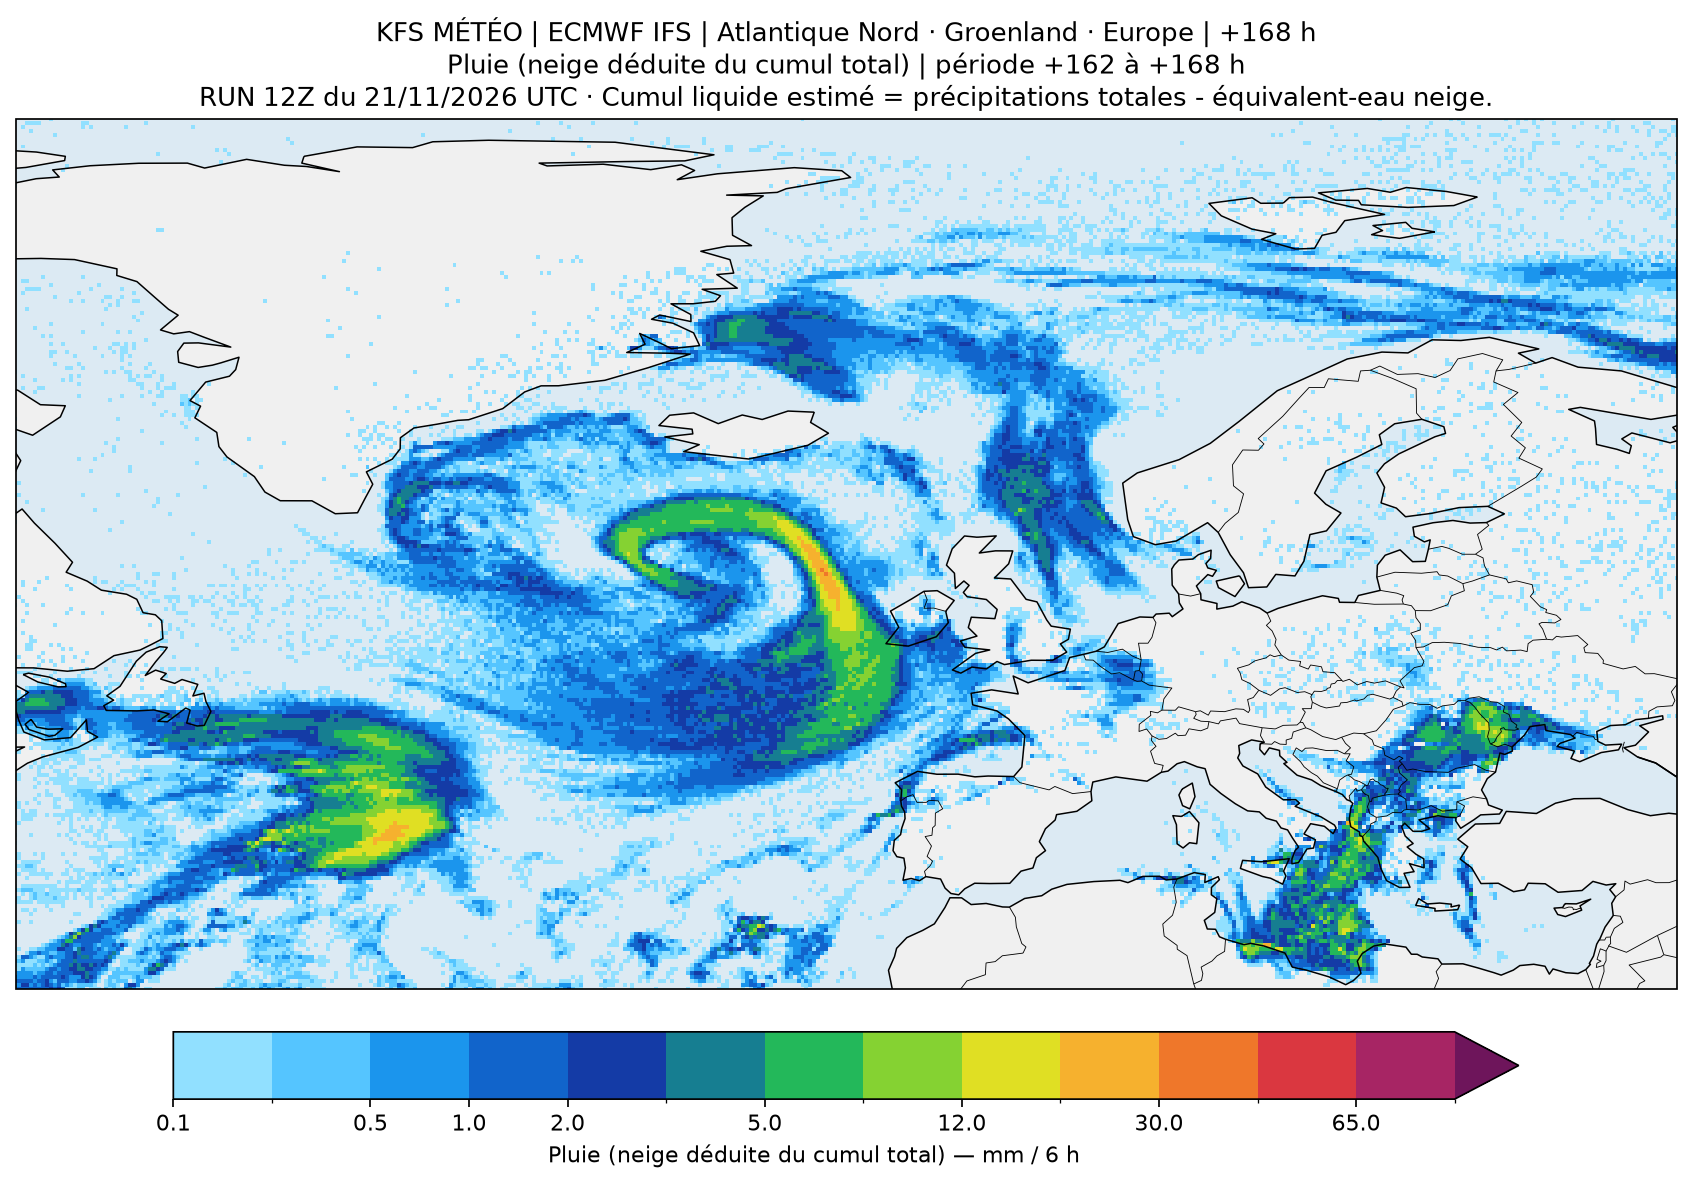 KFS MÉTÉO | ECMWF IFS | Atlantique Nord · Groenland · Europe | +168 h
Pluie (neige déduite du cumul total) | période +162 à +168 h
RUN 12Z du 21/11/2026 UTC · Cumul liquide estimé = précipitations totales - équivalent-eau neige.
0.1 0.5 1.0 2.0 5.0 12.0 30.0 65.0
Pluie (neige déduite du cumul total) — mm / 6 h